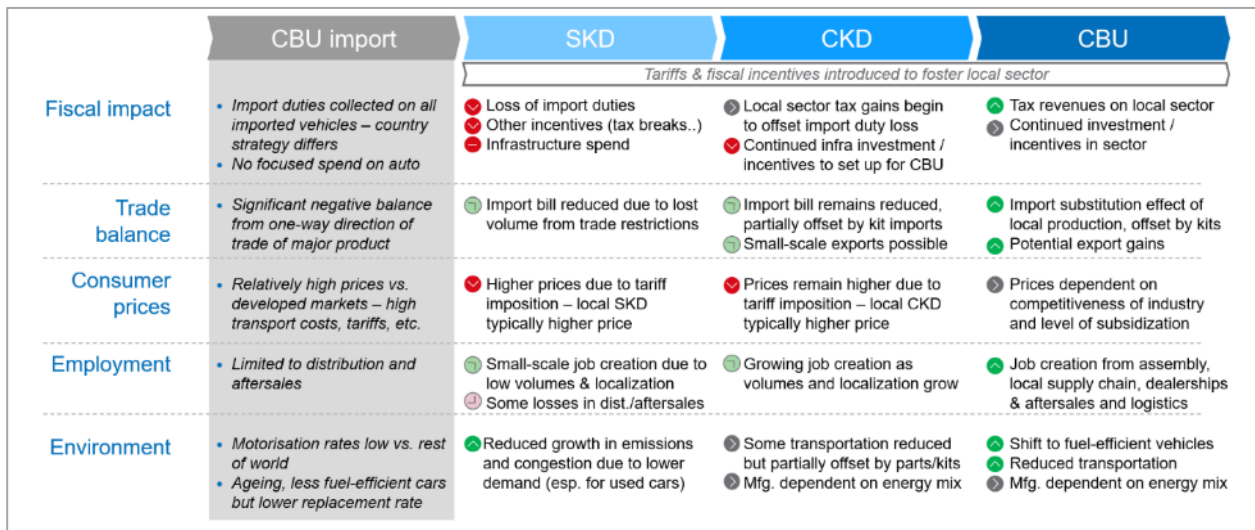 CBU import
SKD
CKD
CBU
Tariffs & fiscal incentives introduced to foster local sector
Fiscal impact
• Import duties collected on all
imported vehicles – country
strategy differs
• No focused spend on auto
Loss of import duties
Other incentives (tax breaks..)
Infrastructure spend
Local sector tax gains begin
to offset import duty loss
Continued infra investment /
incentives to set up for CBU
Tax revenues on local sector
Continued investment /
incentives in sector
Trade
balance
• Significant negative balance
from one-way direction of
trade of major product
Import bill reduced due to lost
volume from trade restrictions
Import bill remains reduced,
partially offset by kit imports
Small-scale exports possible
Import substitution effect of
local production, offset by kits
Potential export gains
Consumer
prices
• Relatively high prices vs.
developed markets – high
transport costs, tariffs, etc.
Higher prices due to tariff
imposition – local SKD
typically higher price
Prices remain higher due to
tariff imposition – local CKD
typically higher price
Prices dependent on
competitiveness of industry
and level of subsidization
Employment
• Limited to distribution and
aftersales
Small-scale job creation due to
low volumes & localization
Some losses in dist./aftersales
Growing job creation as
volumes and localization grow
Job creation from assembly,
local supply chain, dealerships
& aftersales and logistics
Environment
• Motorisation rates low vs. rest
of world
• Ageing, less fuel-efficient cars
but lower replacement rate
Reduced growth in emissions
and congestion due to lower
demand (esp. for used cars)
Some transportation reduced
but partially offset by parts/kits
Mfg. dependent on energy mix
Shift to fuel-efficient vehicles
Reduced transportation
Mfg. dependent on energy mix